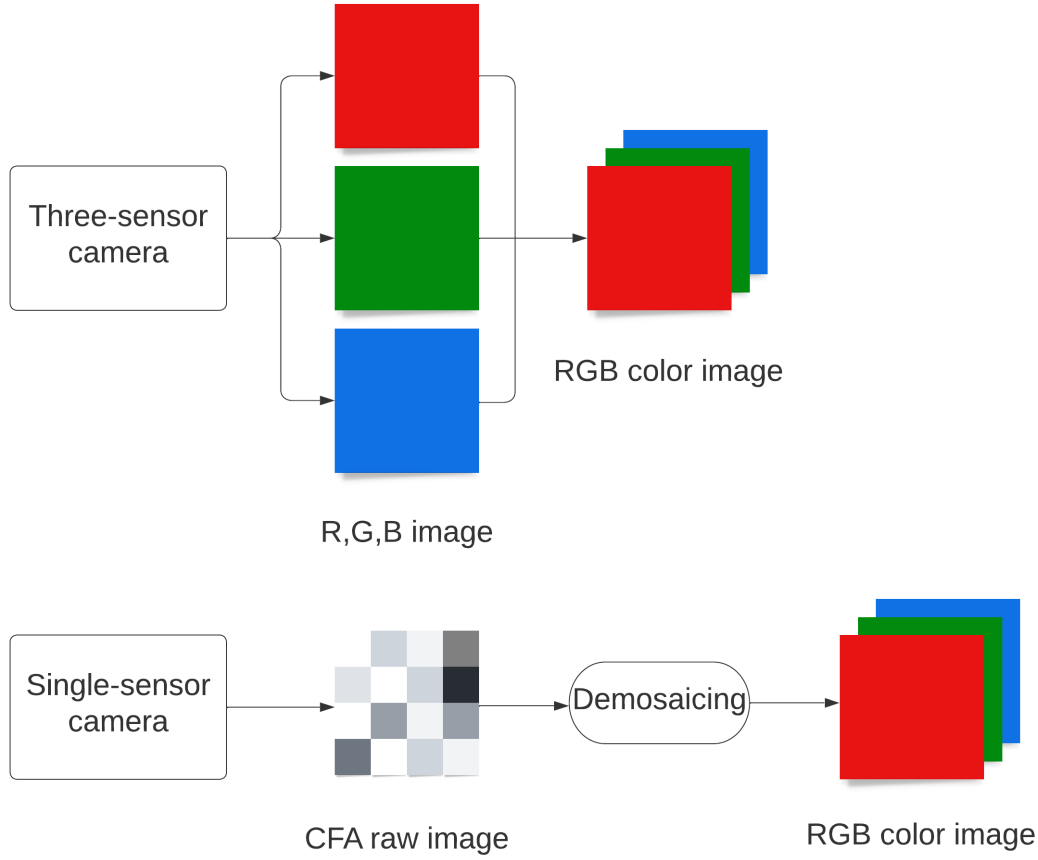 Three-sensor
camera
RGB color image
R,G,B image
Single-sensor
camera
Demosaicing
CFA raw image
RGB color image